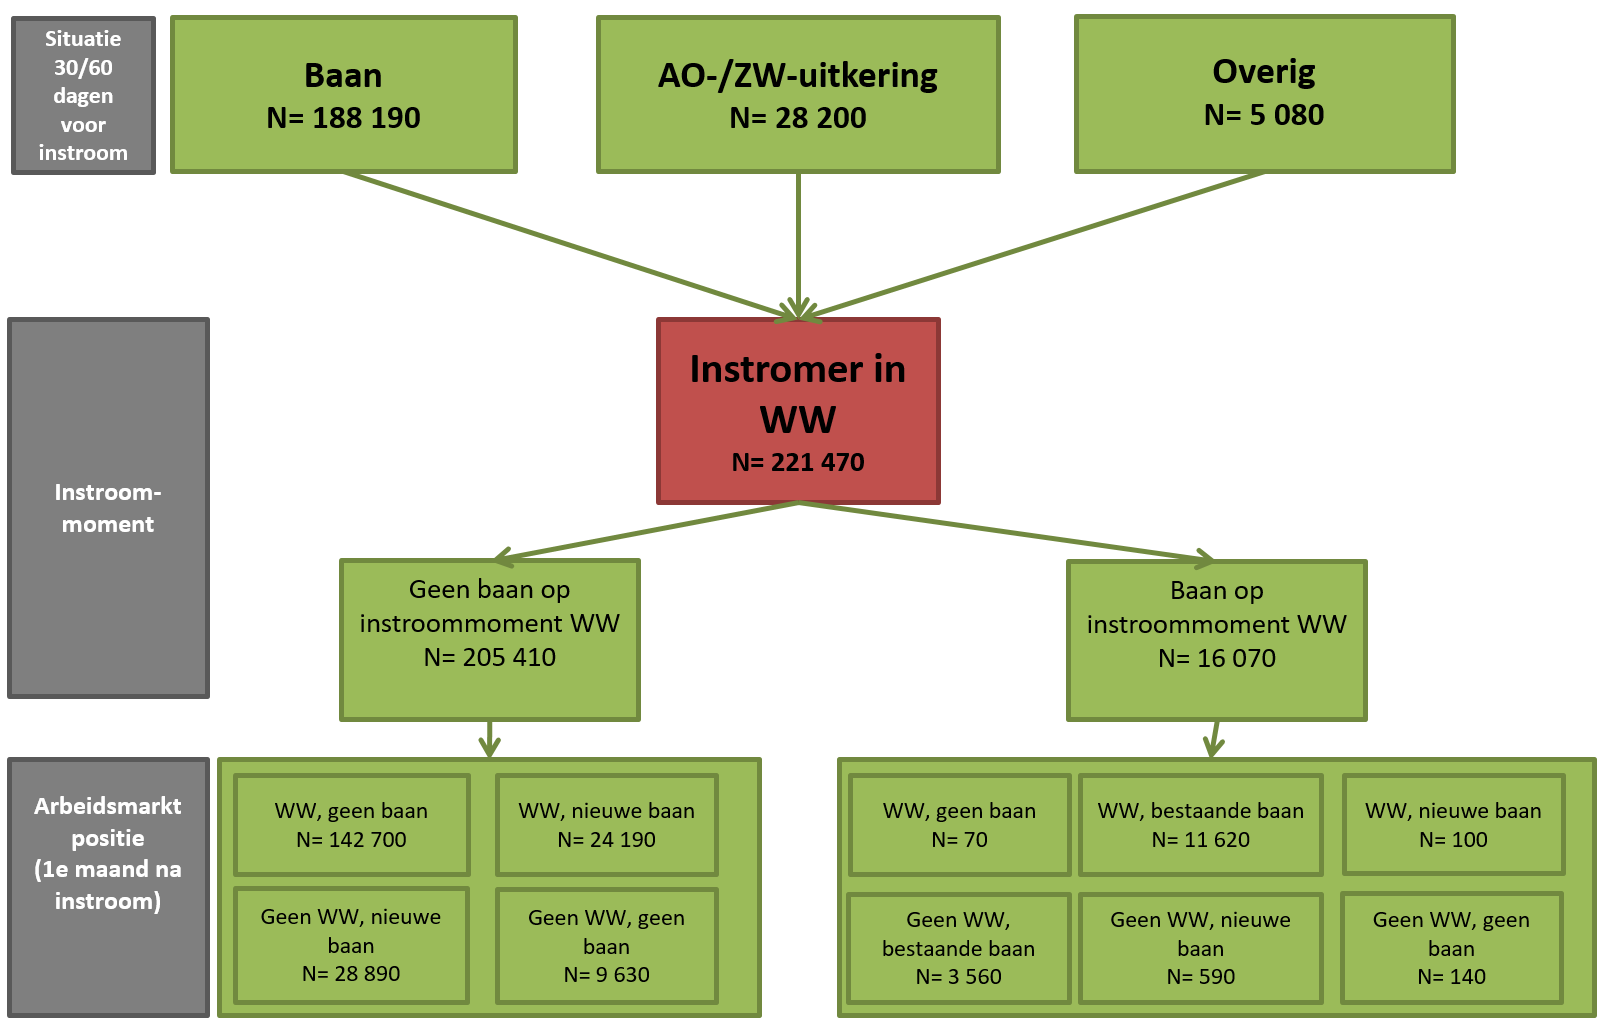 Situatie
30/60
dagen
voor
instroom
Baan
N= 188 190
AO-/ZW-uitkering
N= 28 200
Overig
N= 5 080
Instroom-
moment
Instromer in
WW
N= 221 470
Geen baan op
instroommoment WW
N= 205 410
Baan op
instroommoment WW
N= 16 070
Arbeidsmarkt
positie
(1e maand na
instroom)
WW, geen baan
N= 142 700
WW, nieuwe baan
N= 24 190
Geen WW, nieuwe
baan
N= 28 890
Geen WW, geen
baan
N= 9 630
WW, geen baan
N= 70
WW, bestaande baan
N= 11 620
WW, nieuwe baan
N= 100
Geen WW,
bestaande baan
N= 3 560
Geen WW, nieuwe
baan
N= 590
Geen WW, geen
baan
N= 140